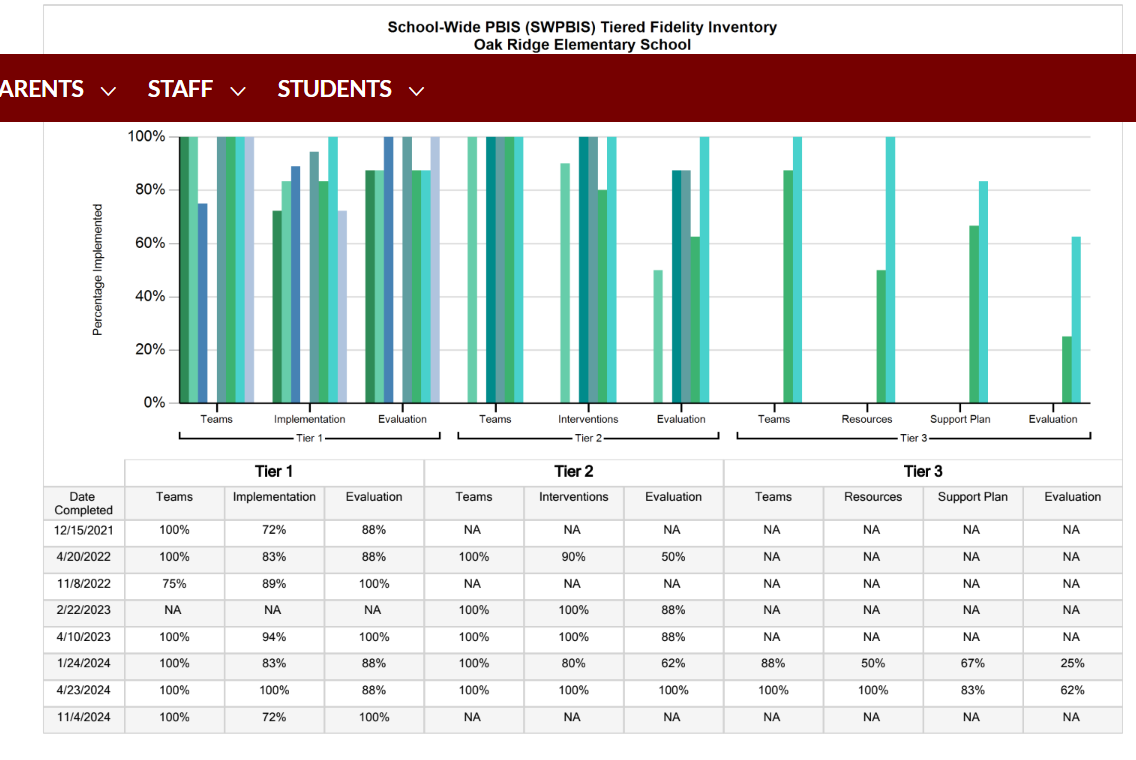 School-Wide PBIS (SWPBIS) Tiered Fidelity Inventory
Oak Ridge Elementary School
ARENTS STAFF STUDENTS
100%
80%
60%
40%
20%
0%
Percentage Implemented
Teams Implementation Evaluation Teams Interventions Evaluation Teams Resources Support Plan Evaluation
Tier 1 Tier 2 Tier 3
Tier 1 Tier 2 Tier 3
Date Completed Teams Implementation Evaluation Teams Interventions Evaluation Teams Resources Support Plan Evaluation
12/15/2021 100% 72% 88% NA NA NA NA NA NA NA
4/20/2022 100% 83% 88% 100% 90% 50% NA NA NA NA
11/8/2022 75% 89% 100% NA NA NA NA NA NA NA
2/22/2023 NA NA NA 100% 100% 88% NA NA NA NA
4/10/2023 100% 94% 100% 100% 100% 88% NA NA NA NA
1/24/2024 100% 83% 88% 100% 80% 62% 88% 50% 67% 25%
4/23/2024 100% 100% 88% 100% 100% 100% 100% 100% 83% 62%
11/4/2024 100% 72% 100% NA NA NA NA NA NA NA